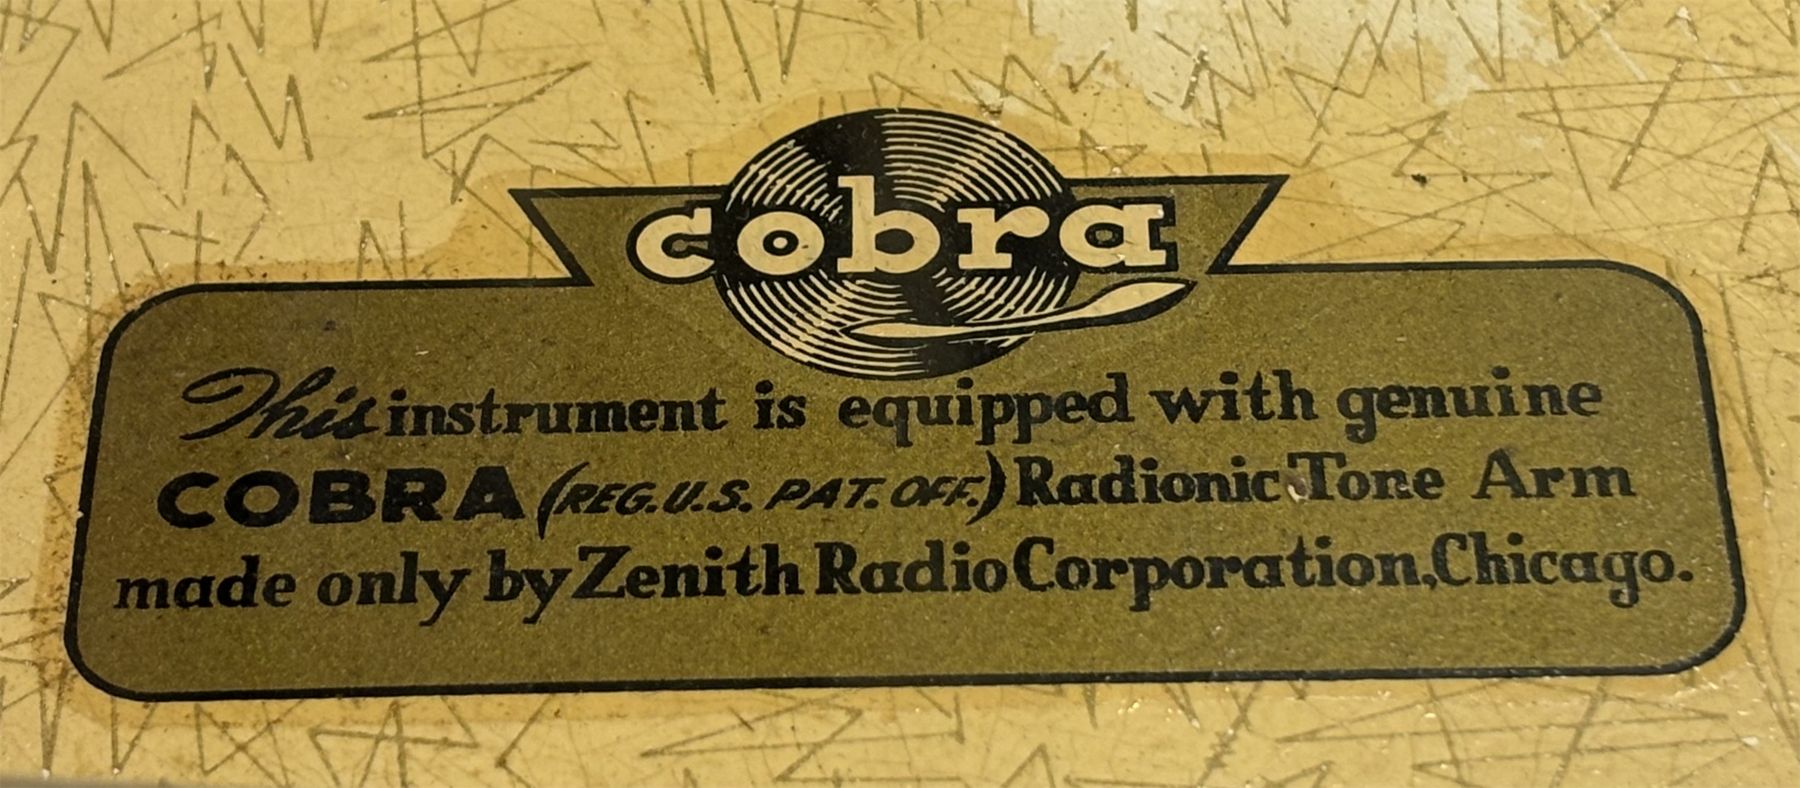 cobra
This instrument is equipped with genuine
COBRA (REG. U.S. PAT. OFF.) Radionic Tone Arm
made only by Zenith Radio Corporation, Chicago.